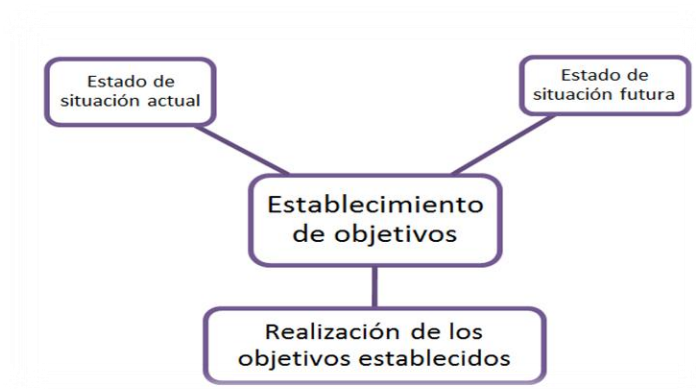 Estado de
situación actual
Estado de
situación futura
Establecimiento
de objetivos
Realización de los
objetivos establecidos